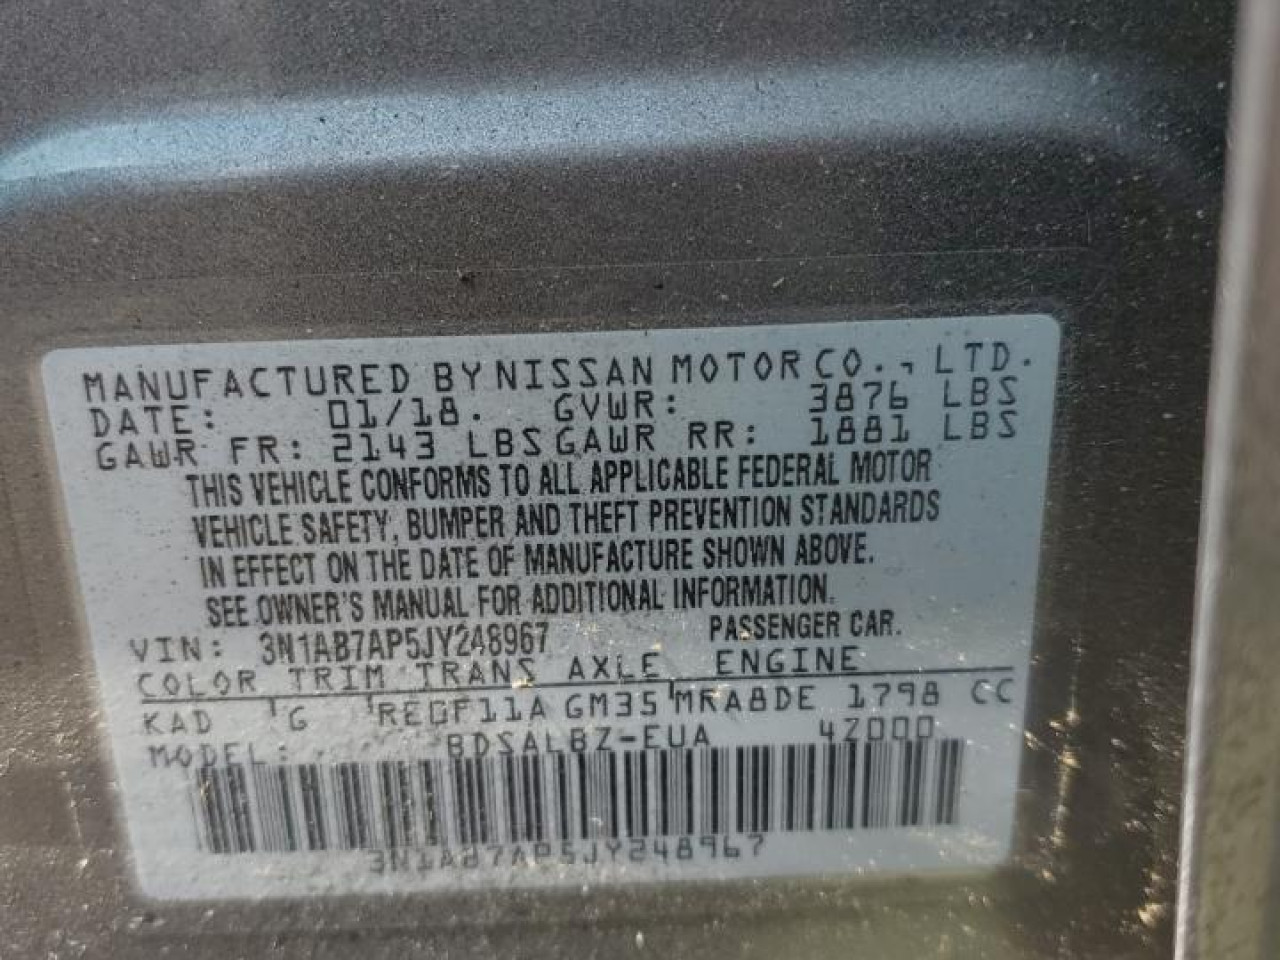 MANUFACTURED BY NISSAN MOTOR CO., LTD.
DATE: 01/18. GVWR: 3876 LBS
GAWR FR: 2143 LBS GAWR RR: 1881 LBS
THIS VEHICLE CONFORMS TO ALL APPLICABLE FEDERAL MOTOR
VEHICLE SAFETY, BUMPER AND THEFT PREVENTION STANDARDS
IN EFFECT ON THE DATE OF MANUFACTURE SHOWN ABOVE.
SEE OWNER'S MANUAL FOR ADDITIONAL INFORMATION.
VIN: 3N1AB7AP5JY248967 PASSENGER CAR.
COLOR TRIM TRANS AXLE ENGINE
KAD G RE0F11A GM35 MRA8DE 1798 CC
MODEL: BDSALBZ-EUA 4Z000
3N1AB7AP5JY248967